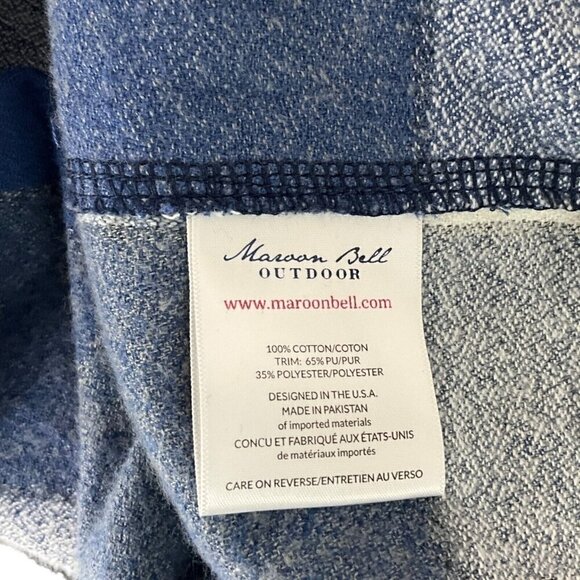 Maroon Bell
OUTDOOR
www.maroonbell.com
100% COTTON/COTON
TRIM: 65% PU/PUR
35% POLYESTER/POLYESTER
DESIGNED IN THE U.S.A.
MADE IN PAKISTAN
of imported materials
CONCU ET FABRIQUÉ AUX ÉTATS-UNIS
de matériaux importés
CARE ON REVERSE/ENTRETIEN AU VERSO